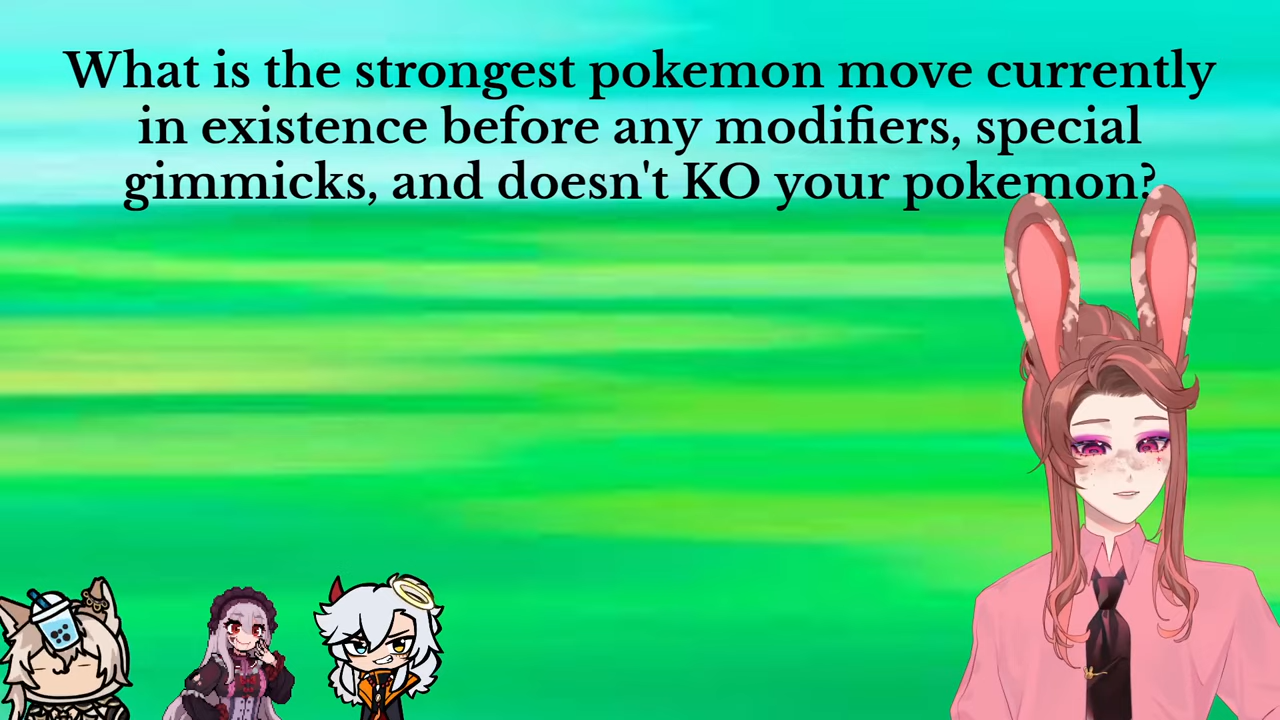 What is the strongest pokemon move currently
in existence before any modifiers, special
gimmicks, and doesn't KO your pokemon?